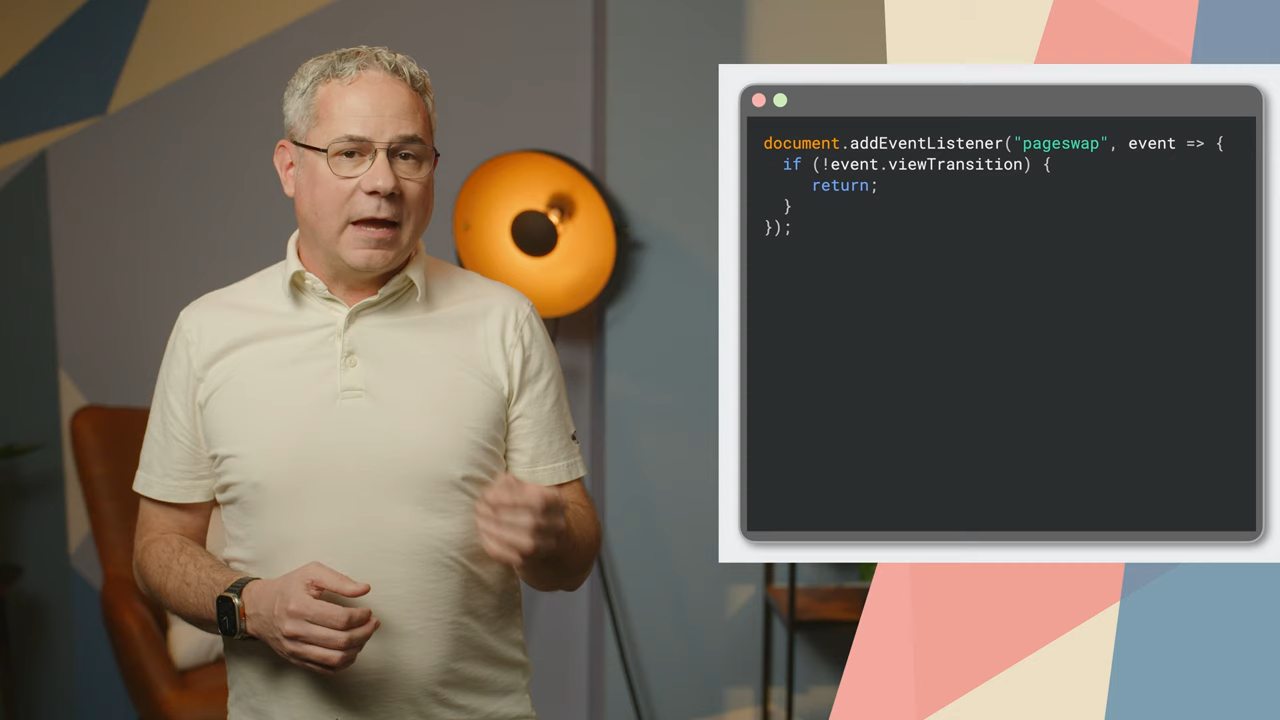 document.addEventListener("pageswap", event => {
  if (!event.viewTransition) {
    return;
  }
});